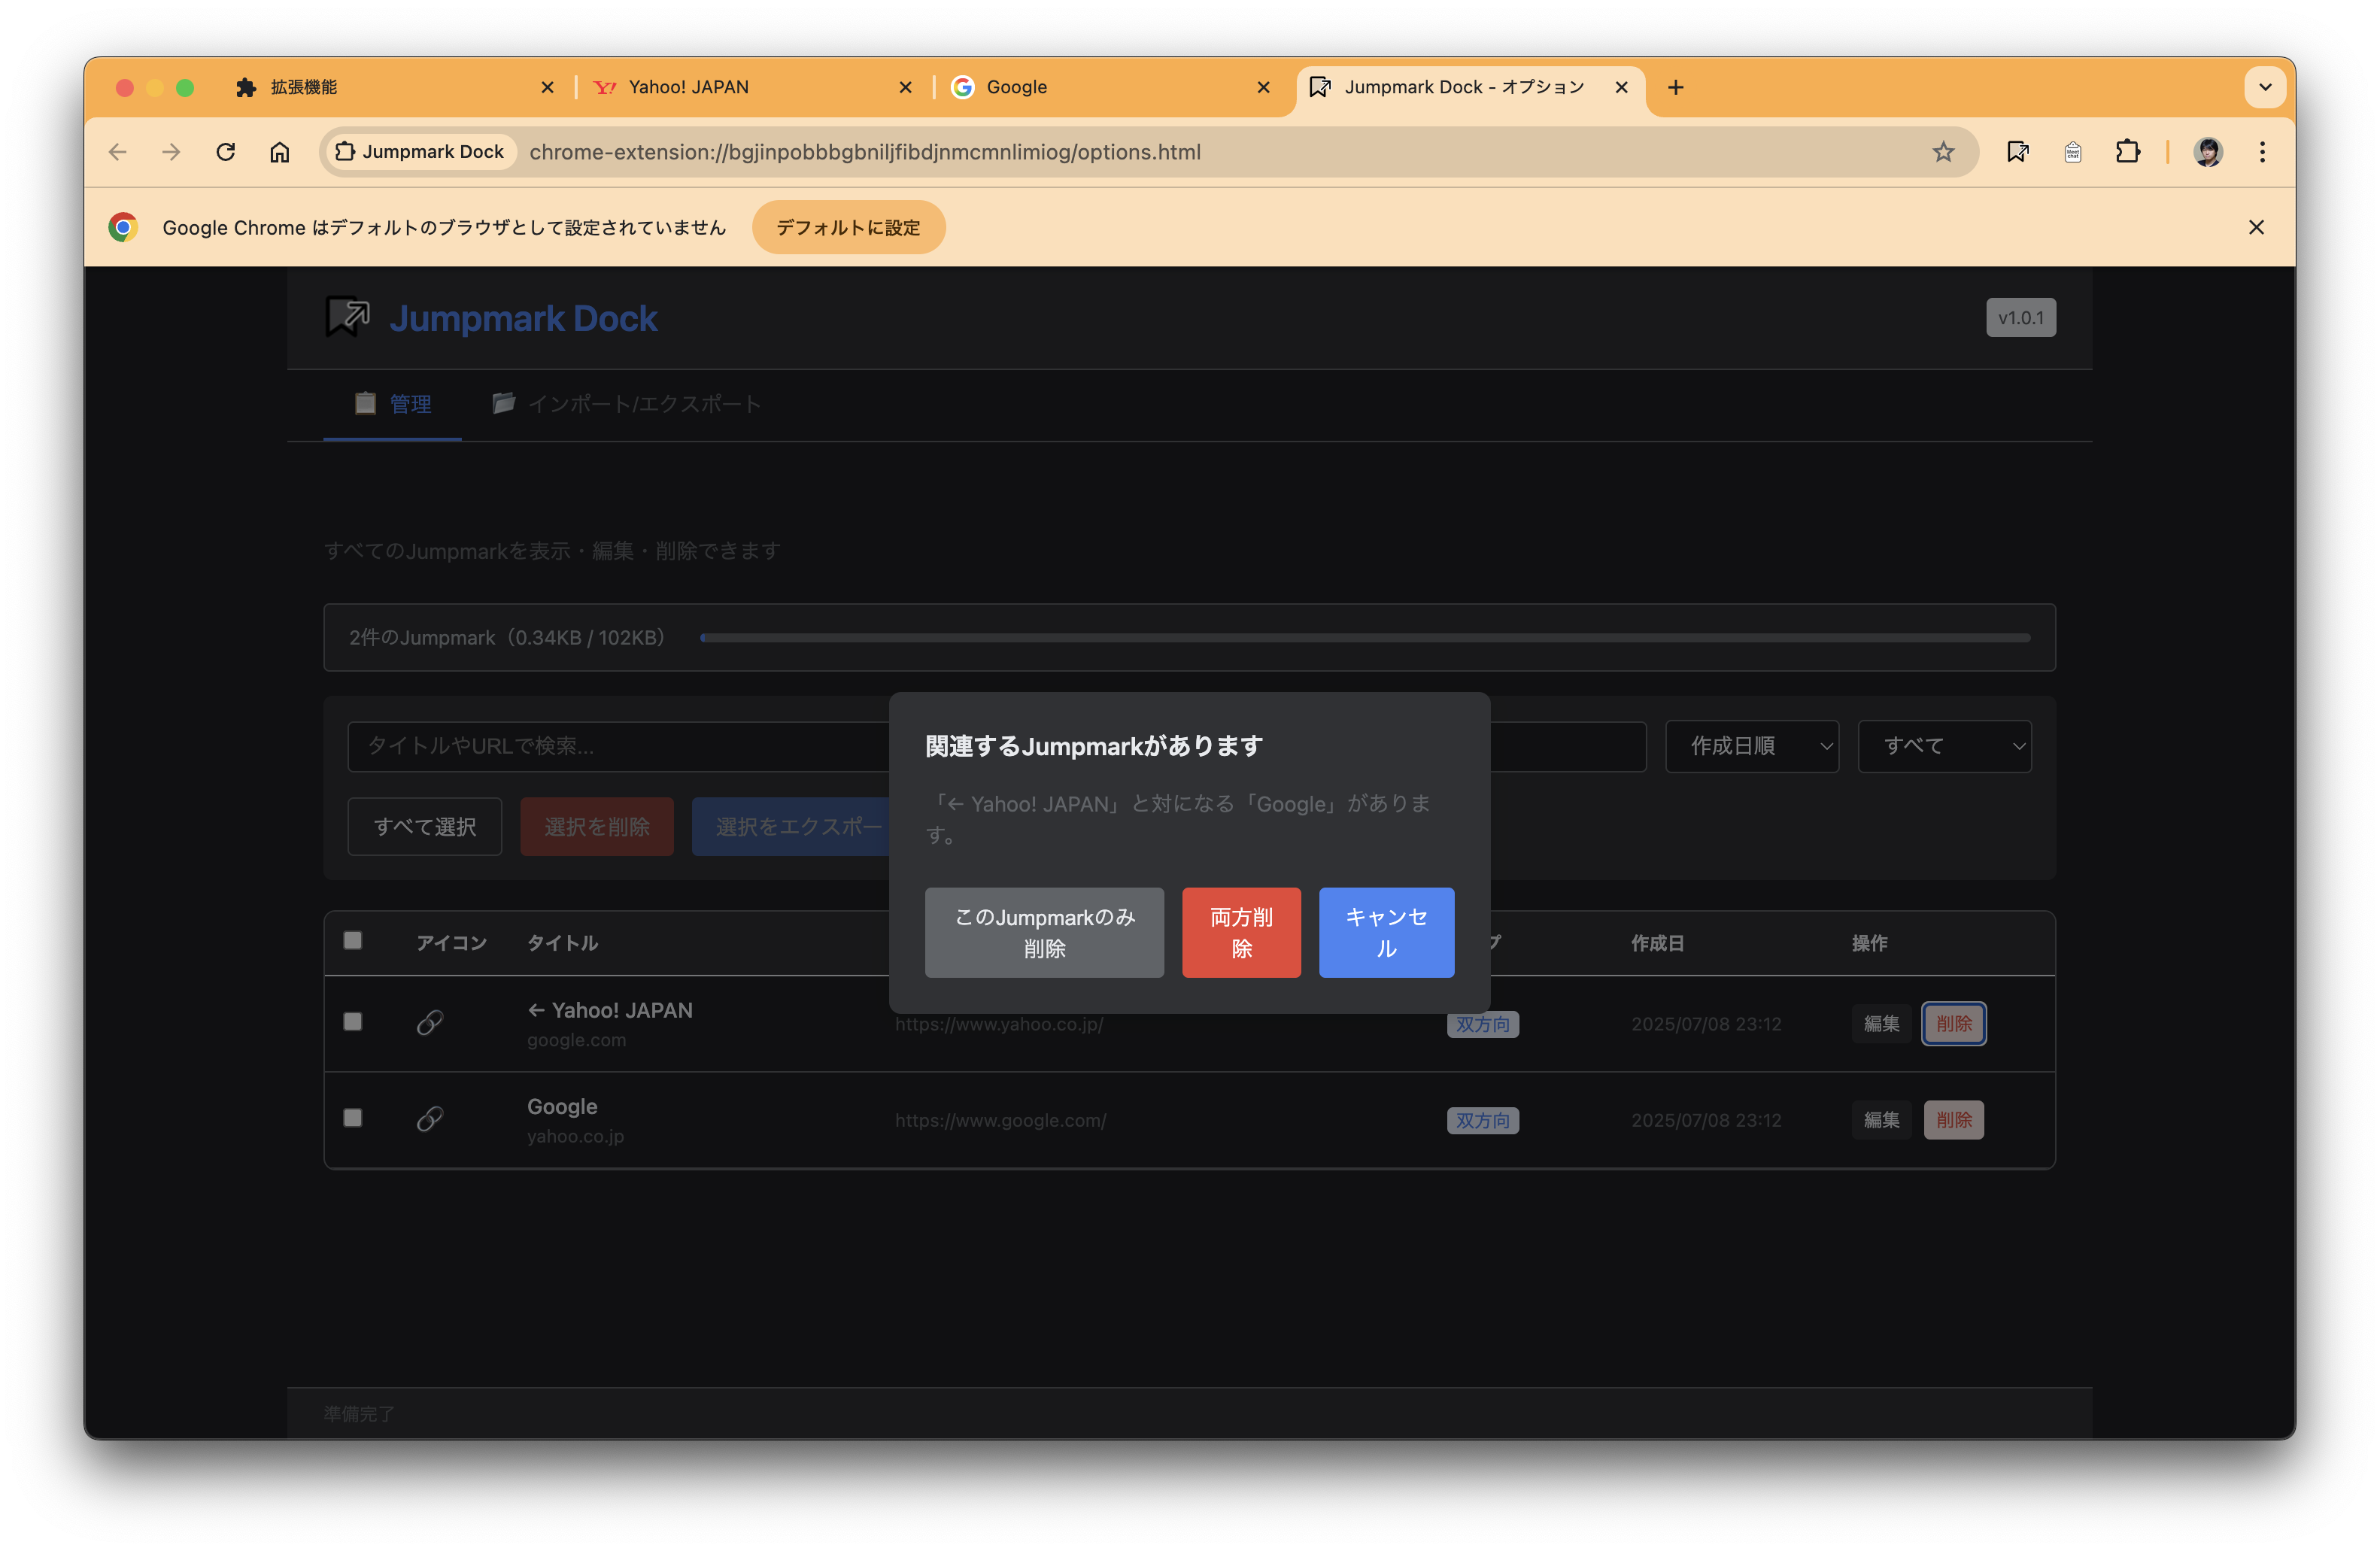 拡張機能
Yahoo! JAPAN
Google
Jumpmark Dock - オプション
Jumpmark Dock
chrome-extension://bgjinpobbbgbniljfibdjnmcmnlimiog/options.html
Google Chrome はデフォルトのブラウザとして設定されていません
デフォルトに設定
Jumpmark Dock
v1.0.1
管理
インポート/エクスポート
すべてのJumpmarkを表示・編集・削除できます
2件のJumpmark（0.34KB / 102KB）
タイトルやURLで検索...
作成日順
すべて
すべて選択
選択を削除
選択をエクスポー
関連するJumpmarkがあります
「← Yahoo! JAPAN」と対になる「Google」がありま
す。
このJumpmarkのみ
削除
両方削
除
キャンセ
ル
アイコン
タイトル
プ
作成日
操作
← Yahoo! JAPAN
google.com
https://www.yahoo.co.jp/
双方向
2025/07/08 23:12
編集
削除
Google
yahoo.co.jp
https://www.google.com/
双方向
2025/07/08 23:12
編集
削除
準備完了